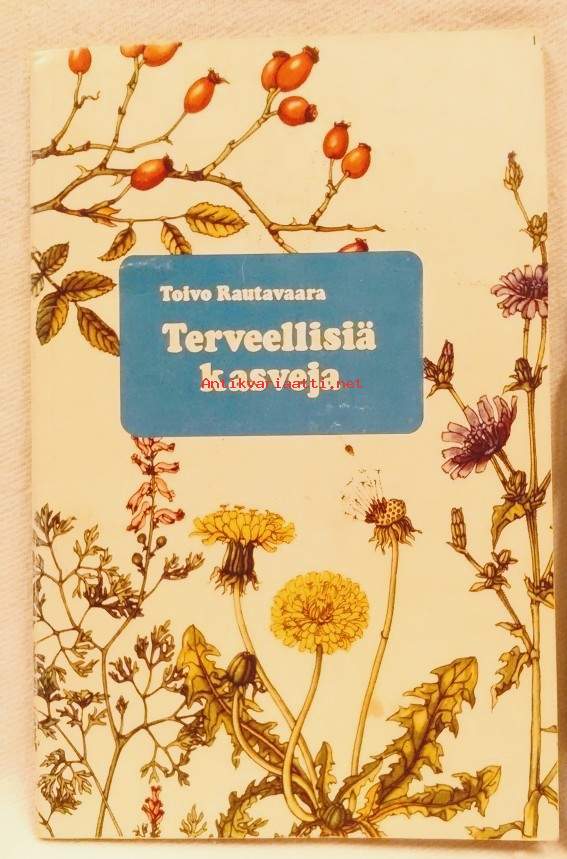 Toivo Rautavaara
Terveellisiä
kasveja
Antikvariaatti.net